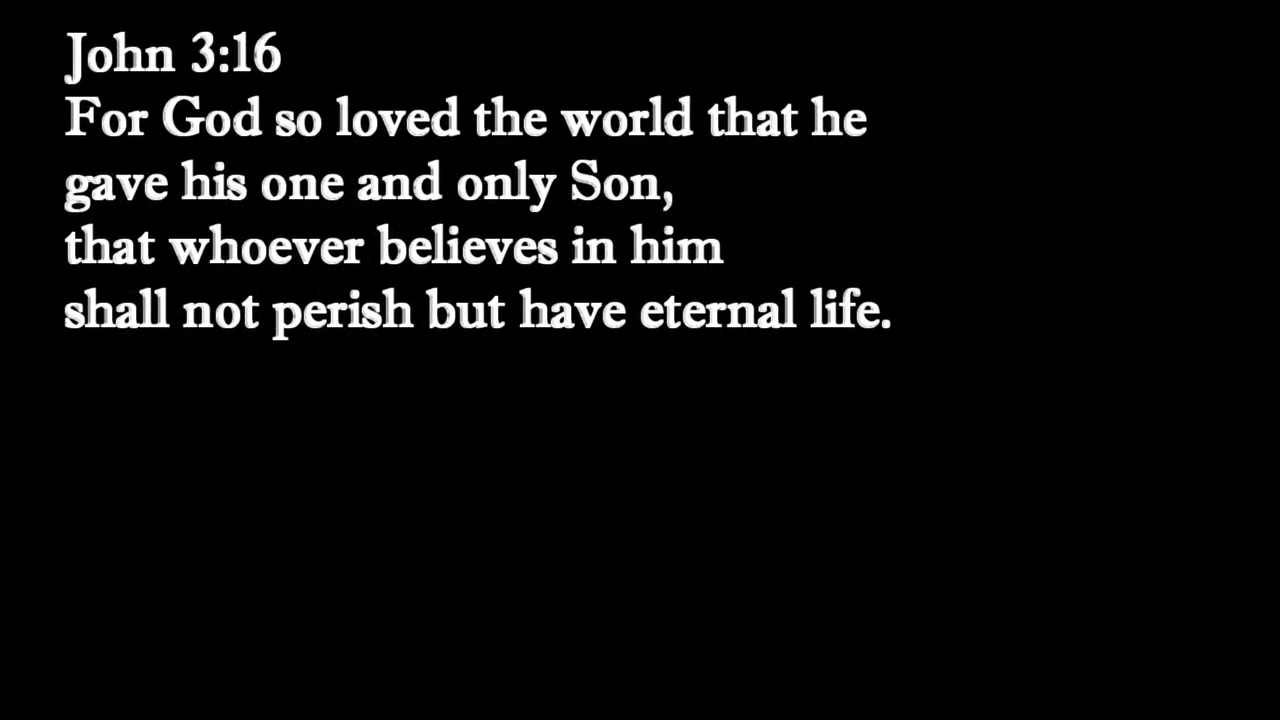 John 3:16
For God so loved the world that he
gave his one and only Son,
that whoever believes in him
shall not perish but have eternal life.